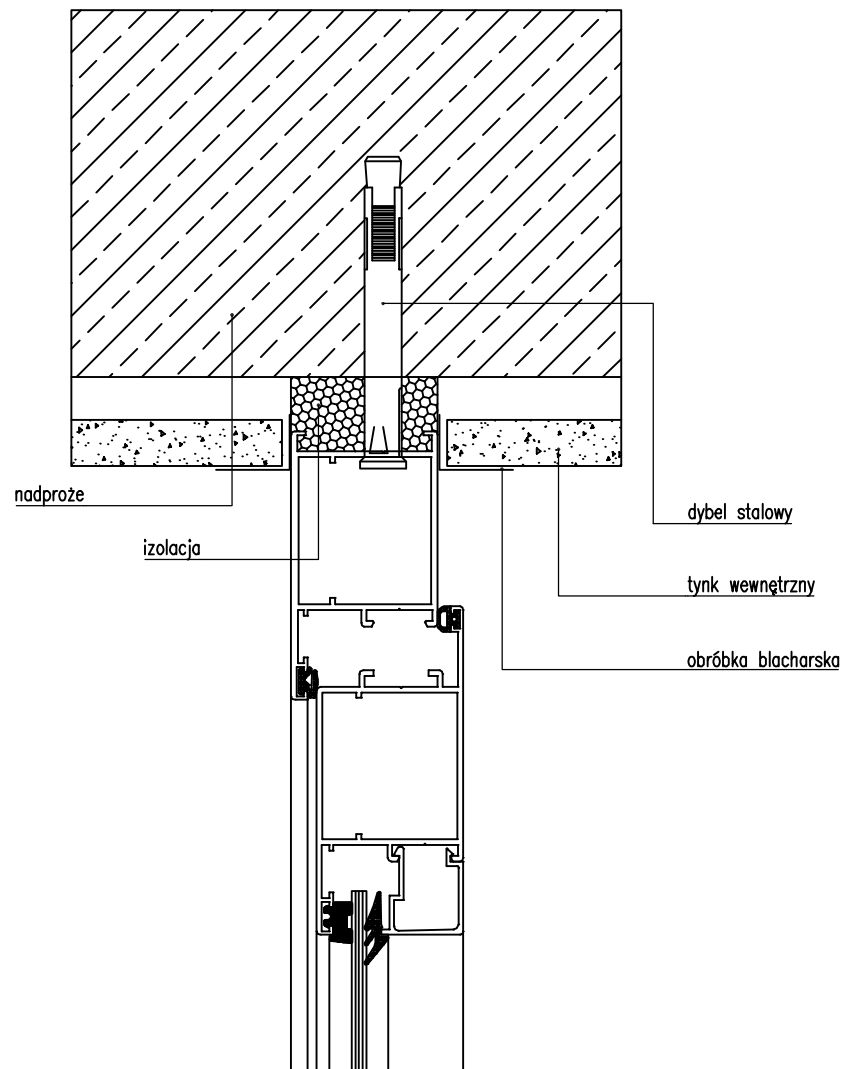 nadproże
dybel stalowy
izolacja
tynk wewnętrzny
obróbka blacharska